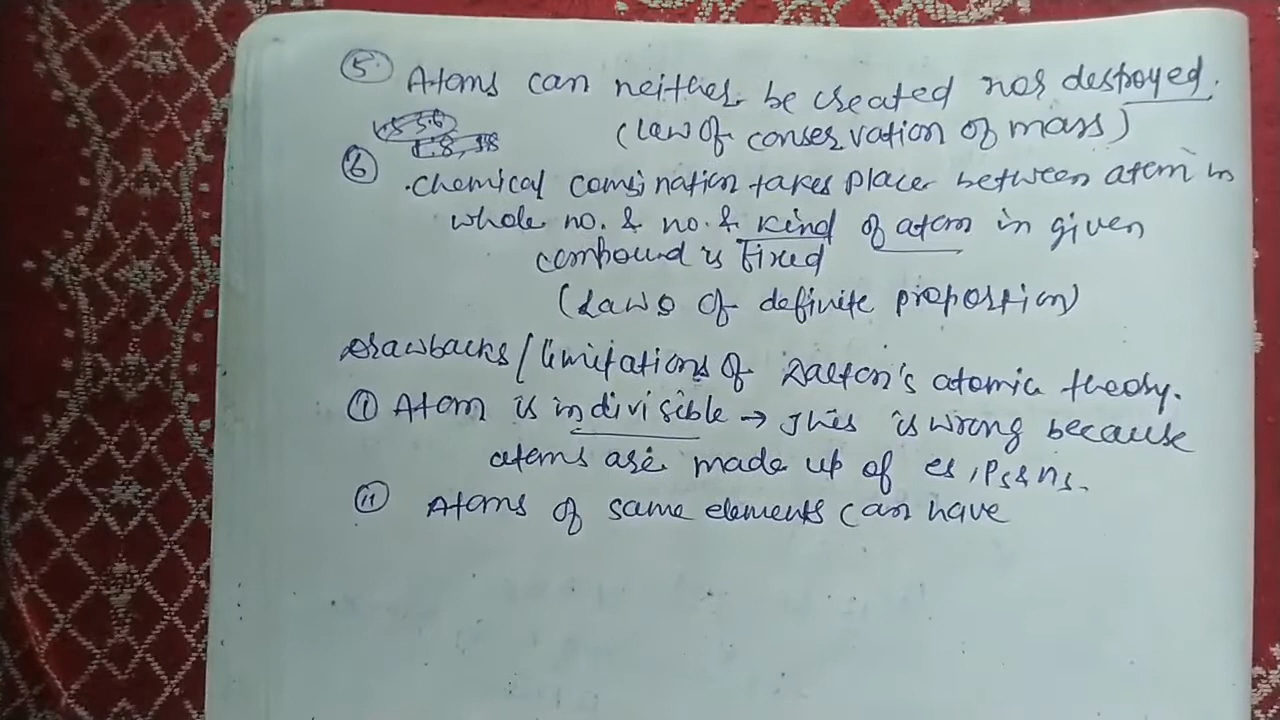 ⑤ Atoms can neither be created nor destroyed.
(Law of conservation of mass)
⑥ .Chemical combination takes place between atom in
whole no. & no. & kind of atom in given
compound is fixed
(Laws of definite proportion)
Drawbacks/limitations of Dalton's atomic theory.
① Atom is indivisible → This is wrong because
atoms are made up of es, Ps & ns.
⑪ Atoms of same elements can have